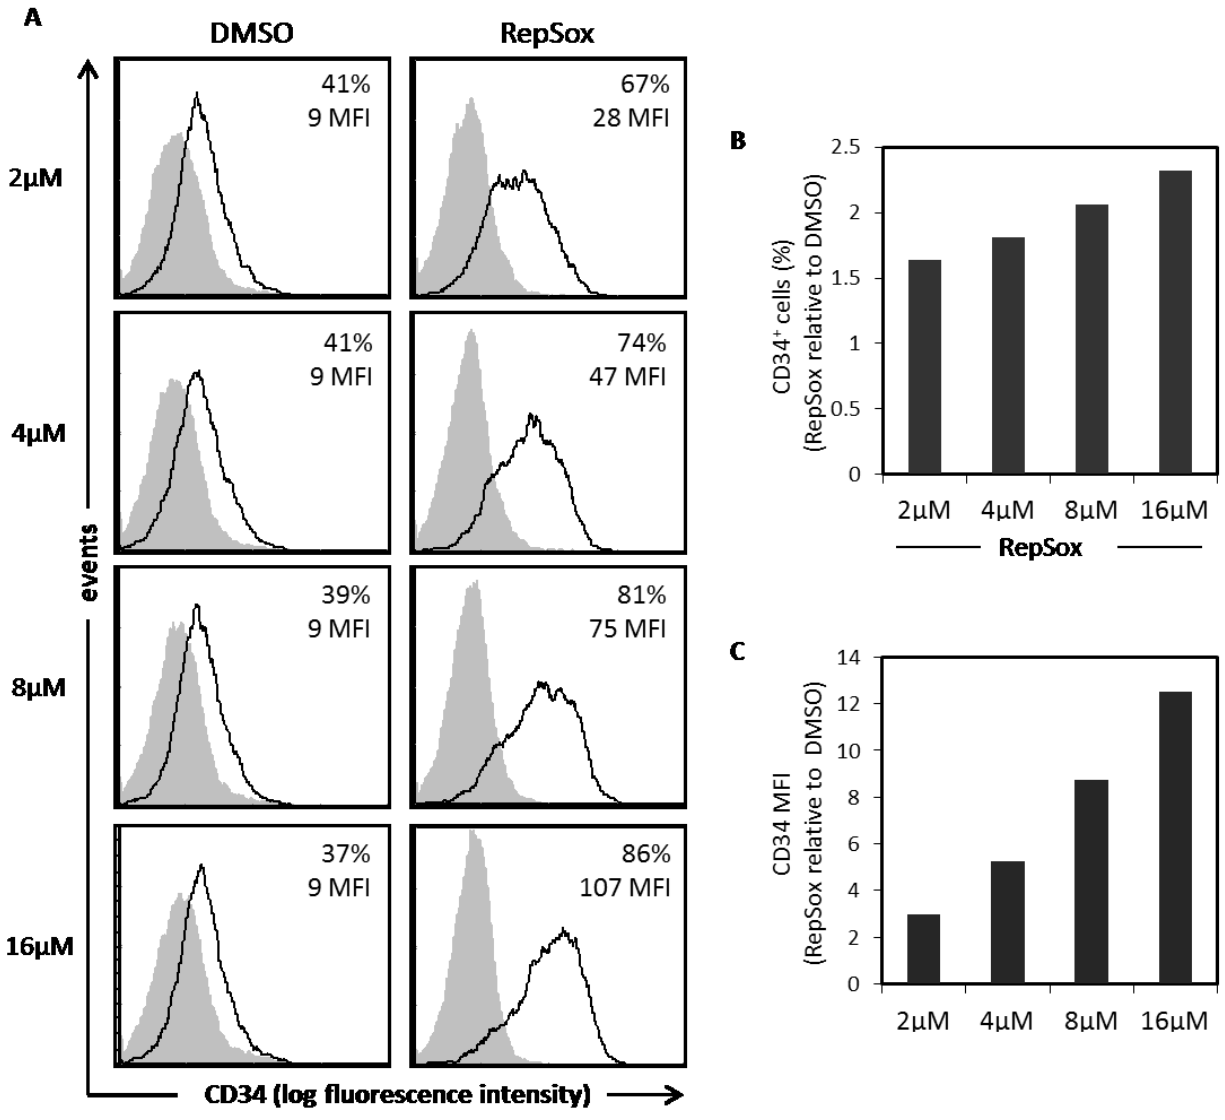 A
DMSO
RepSox
2µM
41%
9 MFI
67%
28 MFI
4µM
41%
9 MFI
74%
47 MFI
8µM
39%
9 MFI
81%
75 MFI
16µM
37%
9 MFI
86%
107 MFI
events
CD34 (log fluorescence intensity)
B
CD34⁺ cells (%)
(RepSox relative to DMSO)
2.5
2
1.5
1
0.5
0
2µM 4µM 8µM 16µM
RepSox
C
CD34 MFI
(RepSox relative to DMSO)
14
12
10
8
6
4
2
0
2µM 4µM 8µM 16µM